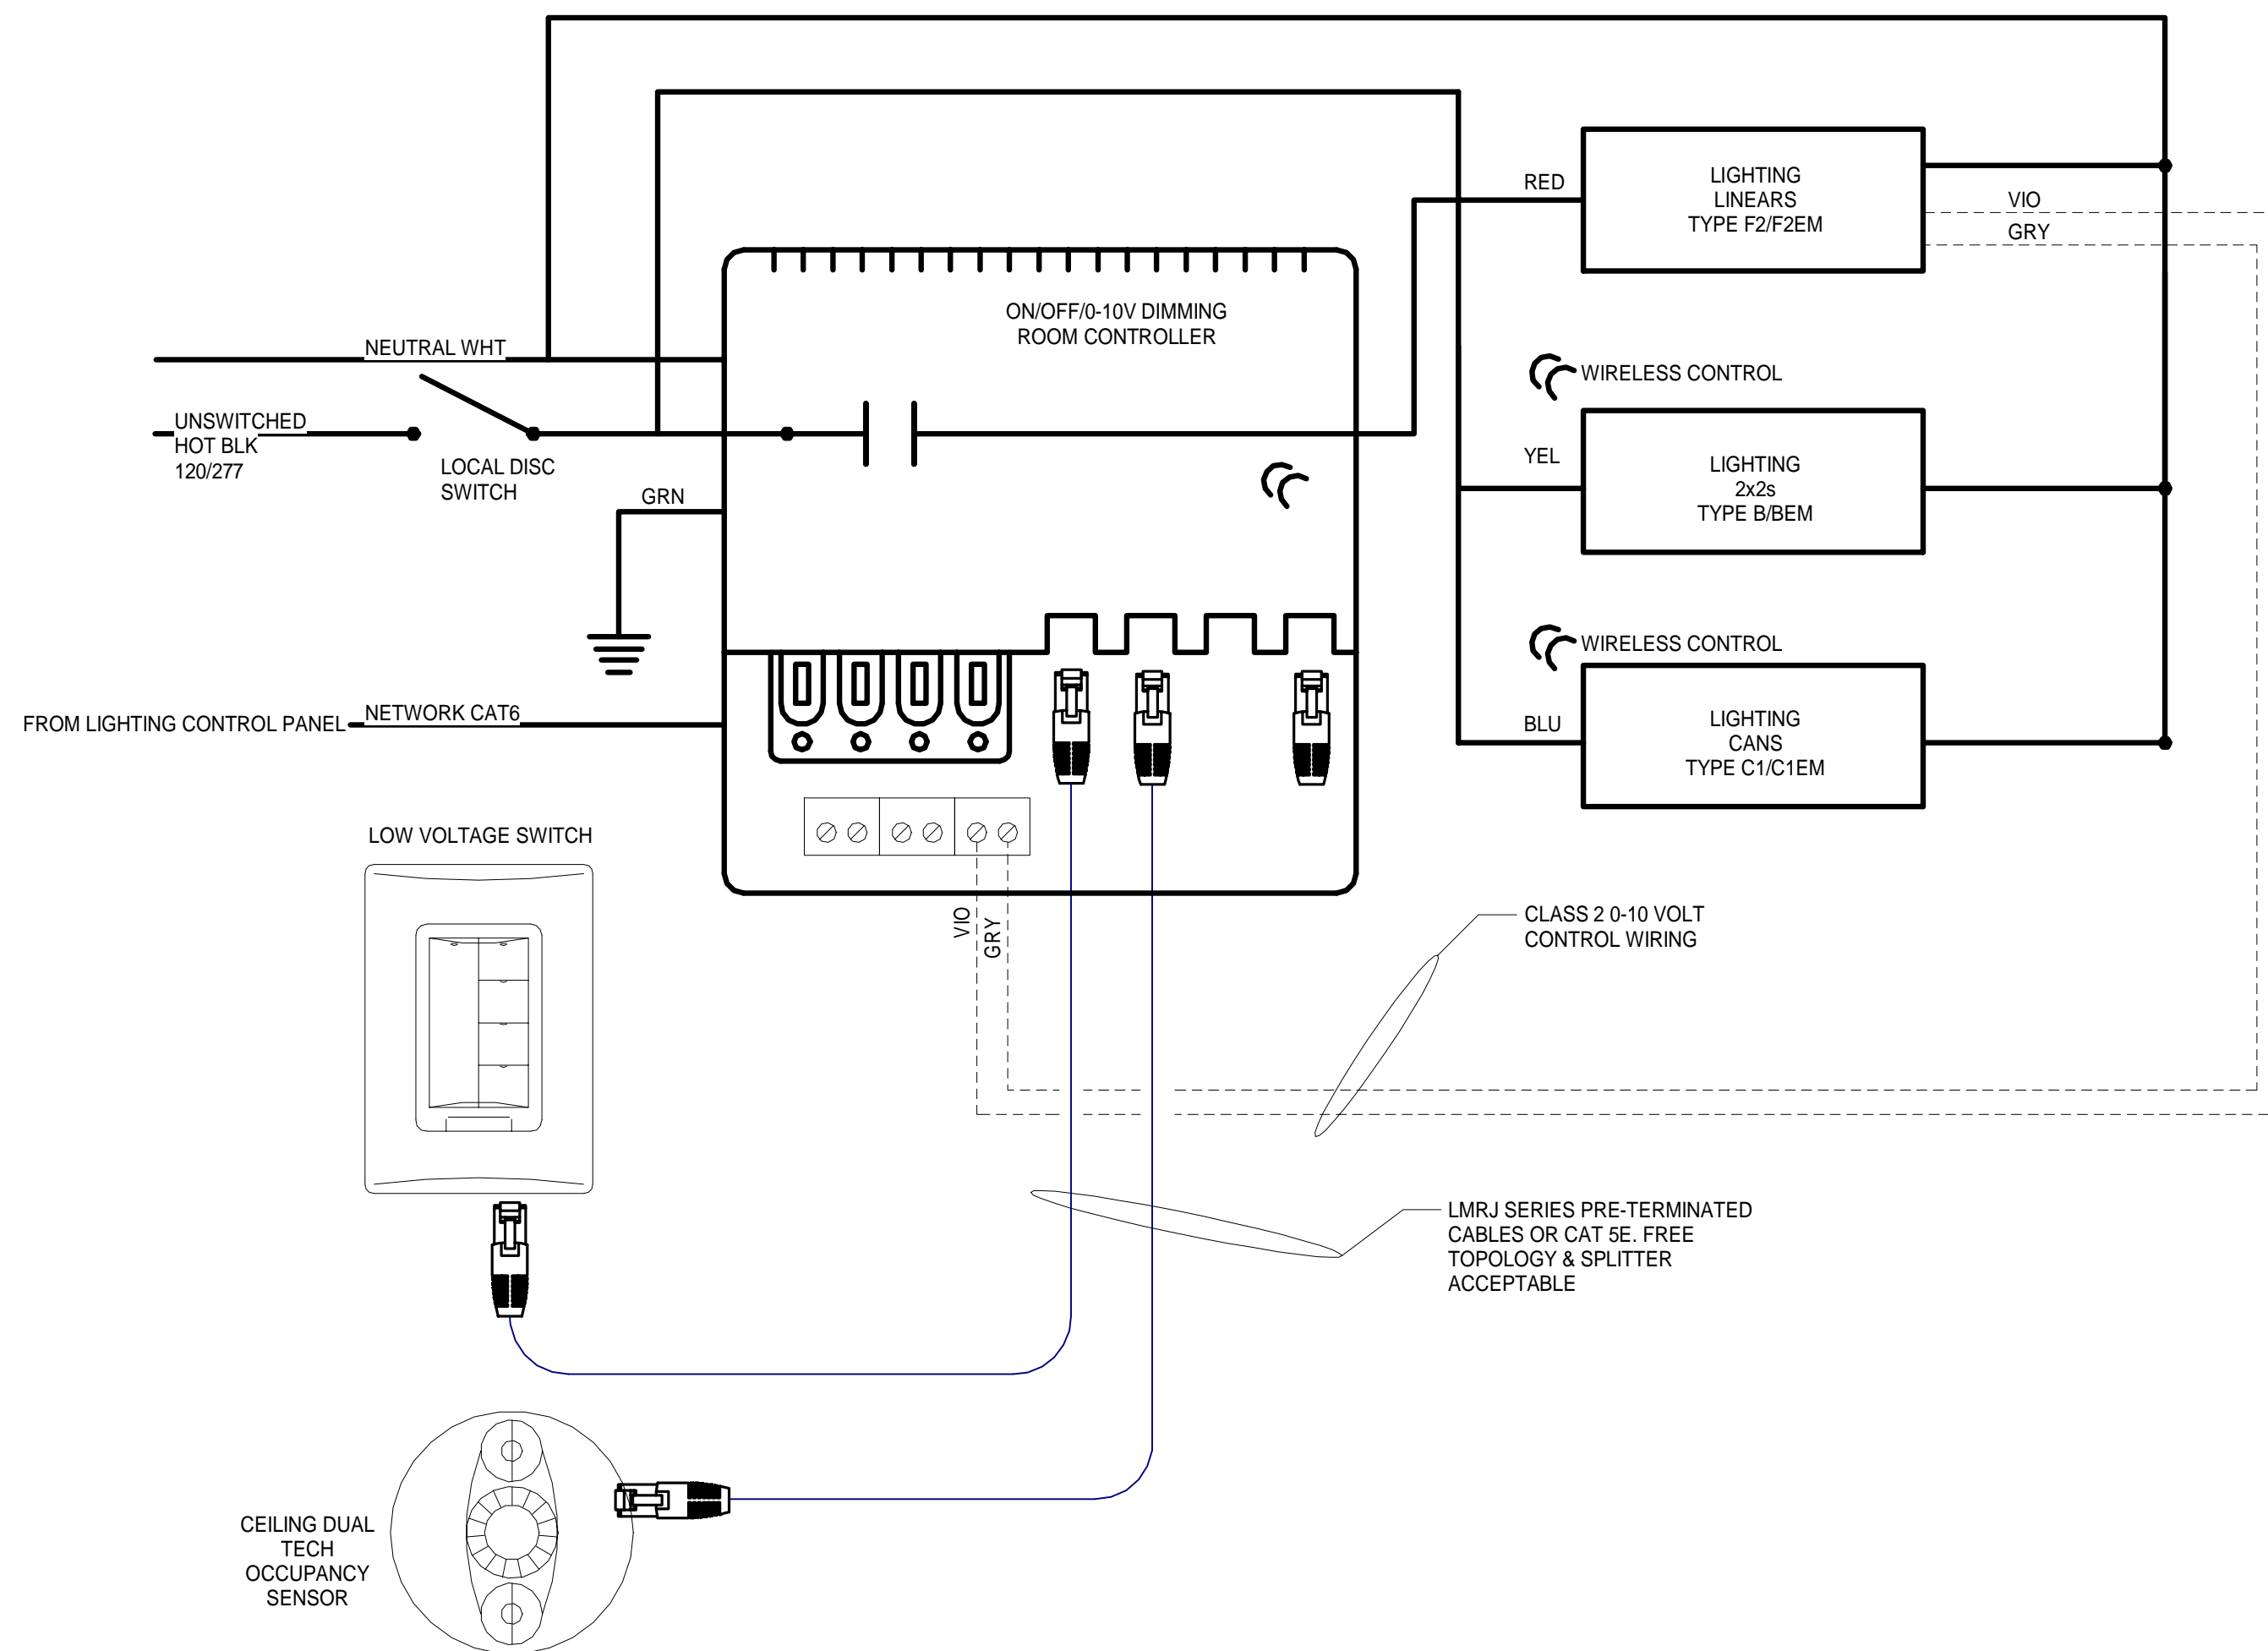 RED
LIGHTING
LINEARS
TYPE F2/F2EM
VIO
GRY
ON/OFF/0-10V DIMMING
ROOM CONTROLLER
NEUTRAL WHT
WIRELESS CONTROL
UNSWITCHED
HOT BLK
120/277
LOCAL DISC
SWITCH
YEL
LIGHTING
2x2s
TYPE B/BEM
GRN
WIRELESS CONTROL
FROM LIGHTING CONTROL PANEL
NETWORK CAT6
BLU
LIGHTING
CANS
TYPE C1/C1EM
LOW VOLTAGE SWITCH
VIO
GRY
CLASS 2 0-10 VOLT
CONTROL WIRING
LMRJ SERIES PRE-TERMINATED
CABLES OR CAT 5E. FREE
TOPOLOGY & SPLITTER
ACCEPTABLE
CEILING DUAL
TECH
OCCUPANCY
SENSOR